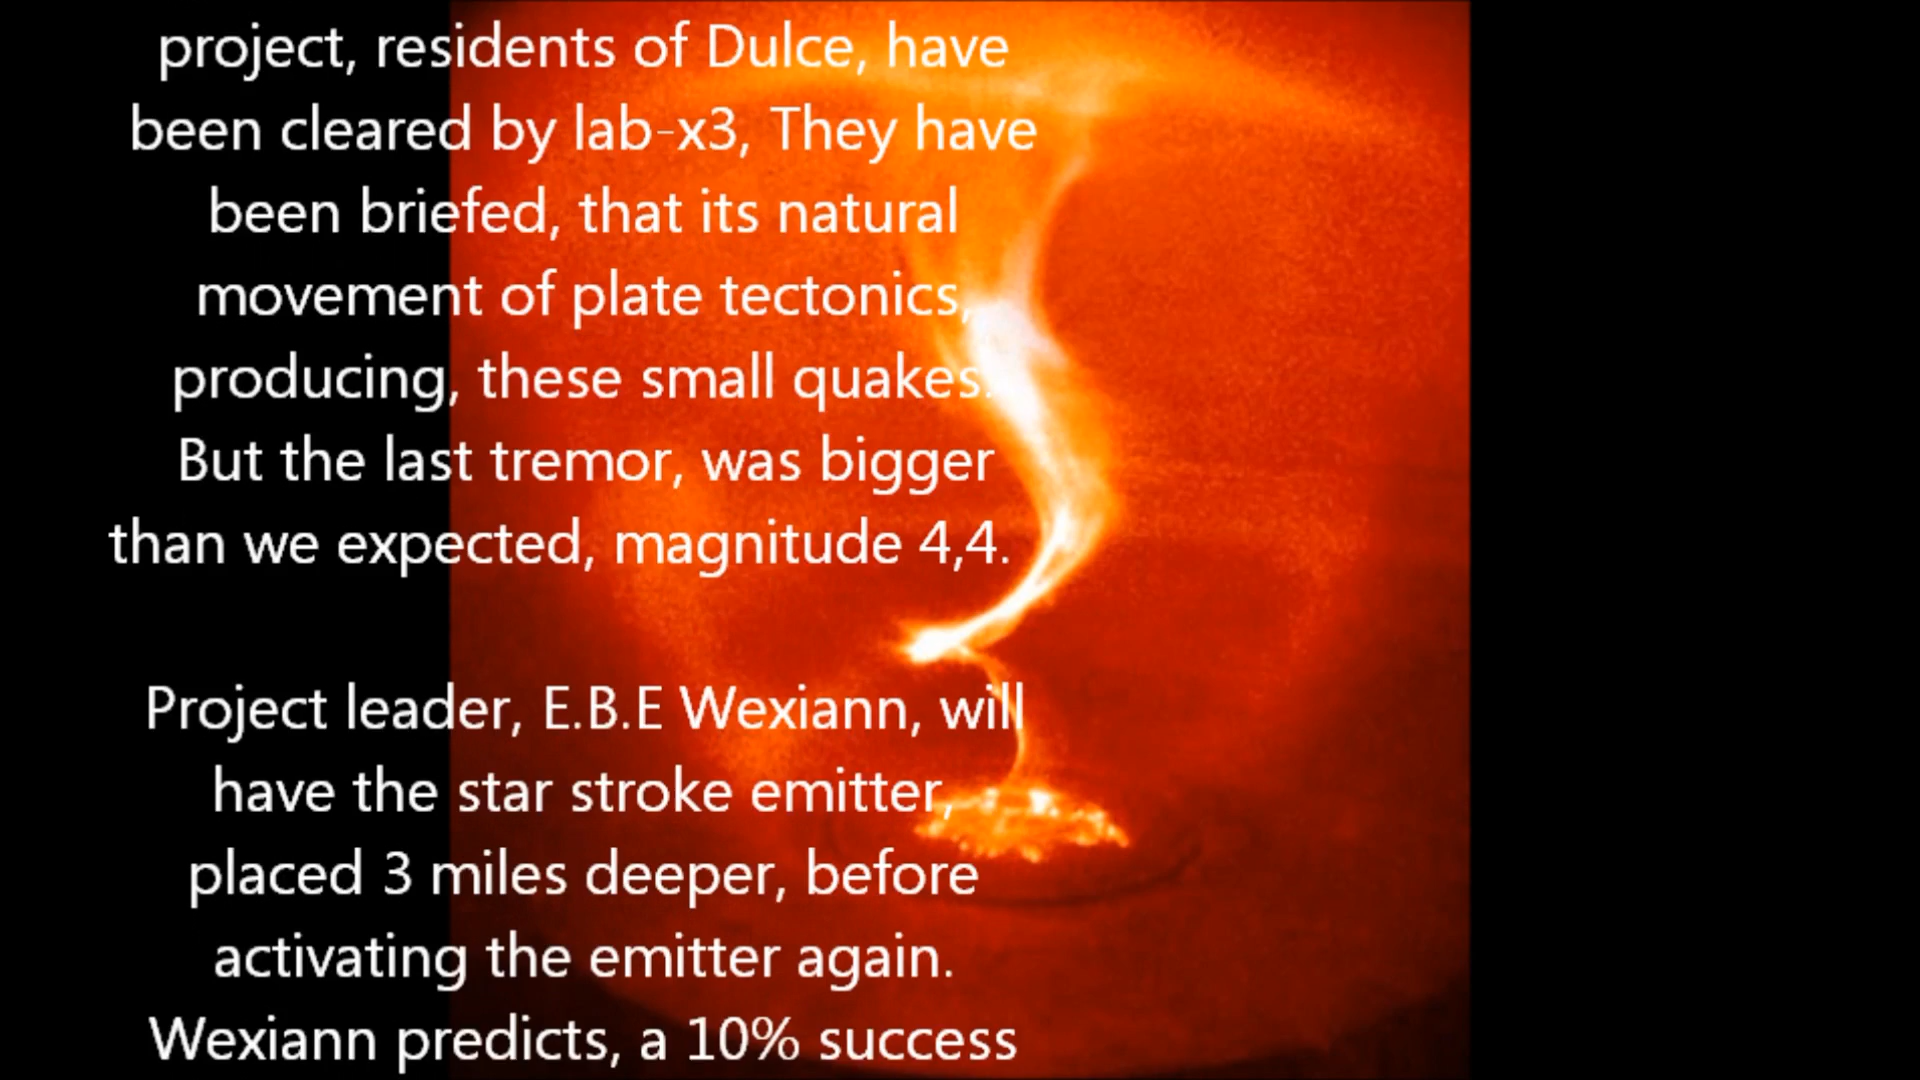 project, residents of Dulce, have
been cleared by lab-x3, They have
been briefed, that its natural
movement of plate tectonics,
producing, these small quakes.
But the last tremor, was bigger
than we expected, magnitude 4,4.
Project leader, E.B.E Wexiann, will
have the star stroke emitter,
placed 3 miles deeper, before
activating the emitter again.
Wexiann predicts, a 10% success